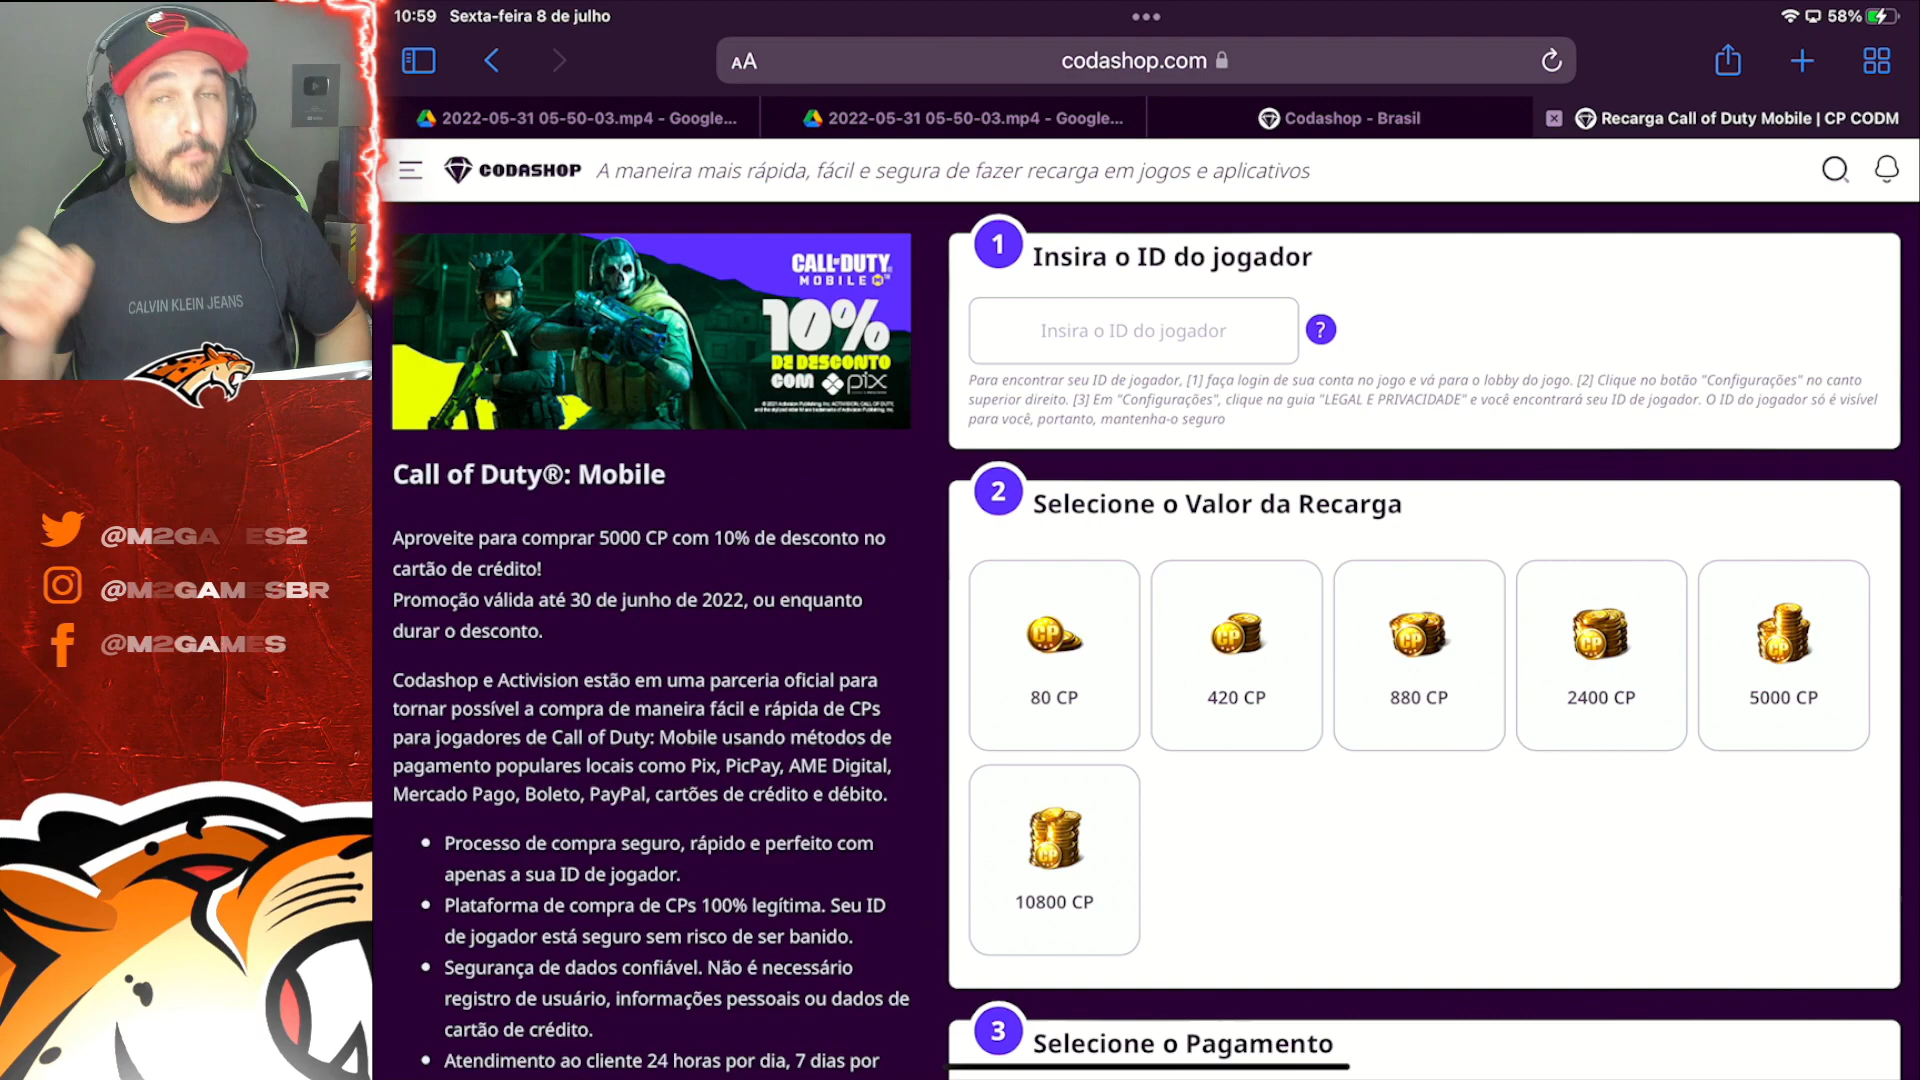 10:59 Sexta-feira 8 de julho
58%
AA
codashop.com
2022-05-31 05-50-03.mp4 - Google...
2022-05-31 05-50-03.mp4 - Google...
Codashop - Brasil
Recarga Call of Duty Mobile | CP CODM
CODASHOP
A maneira mais rápida, fácil e segura de fazer recarga em jogos e aplicativos
CALVIN KLEIN JEANS
@M2GA ES2
@M2GAMESBR
@M2GAMES
CALL OF DUTY
MOBILE
10%
DE DESCONTO
COM pix
Call of Duty®: Mobile
Aproveite para comprar 5000 CP com 10% de desconto no
cartão de crédito!
Promoção válida até 30 de junho de 2022, ou enquanto
durar o desconto.
Codashop e Activision estão em uma parceria oficial para
tornar possível a compra de maneira fácil e rápida de CPs
para jogadores de Call of Duty: Mobile usando métodos de
pagamento populares locais como Pix, PicPay, AME Digital,
Mercado Pago, Boleto, PayPal, cartões de crédito e débito.
• Processo de compra seguro, rápido e perfeito com
apenas a sua ID de jogador.
• Plataforma de compra de CPs 100% legítima. Seu ID
de jogador está seguro sem risco de ser banido.
• Segurança de dados confiável. Não é necessário
registro de usuário, informações pessoais ou dados de
cartão de crédito.
• Atendimento ao cliente 24 horas por dia, 7 dias por
1
Insira o ID do jogador
Insira o ID do jogador
?
Para encontrar seu ID de jogador, [1] faça login de sua conta no jogo e vá para o lobby do jogo. [2] Clique no botão "Configurações" no canto
superior direito. [3] Em "Configurações", clique na guia "LEGAL E PRIVACIDADE" e você encontrará seu ID de jogador. O ID do jogador só é visível
para você, portanto, mantenha-o seguro
2
Selecione o Valor da Recarga
80 CP
420 CP
880 CP
2400 CP
5000 CP
10800 CP
3
Selecione o Pagamento